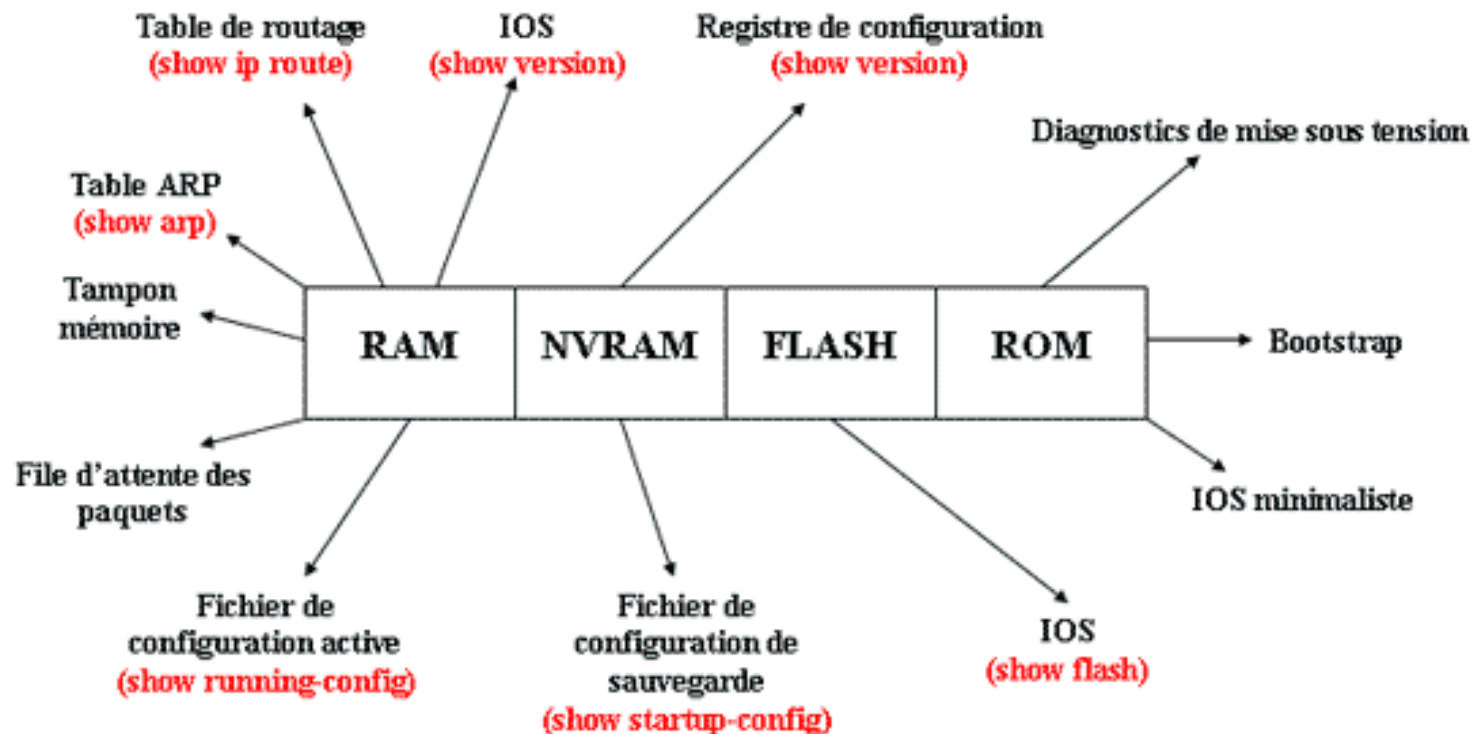 Table de routage
(show ip route)
IOS
(show version)
Registre de configuration
(show version)
Diagnostics de mise sous tension
Table ARP
(show arp)
Tampon
mémoire
RAM
NVRAM
FLASH
ROM
Bootstrap
File d'attente des
paquets
IOS minimaliste
Fichier de
configuration active
(show running-config)
Fichier de
configuration de
sauvegarde
(show startup-config)
IOS
(show flash)